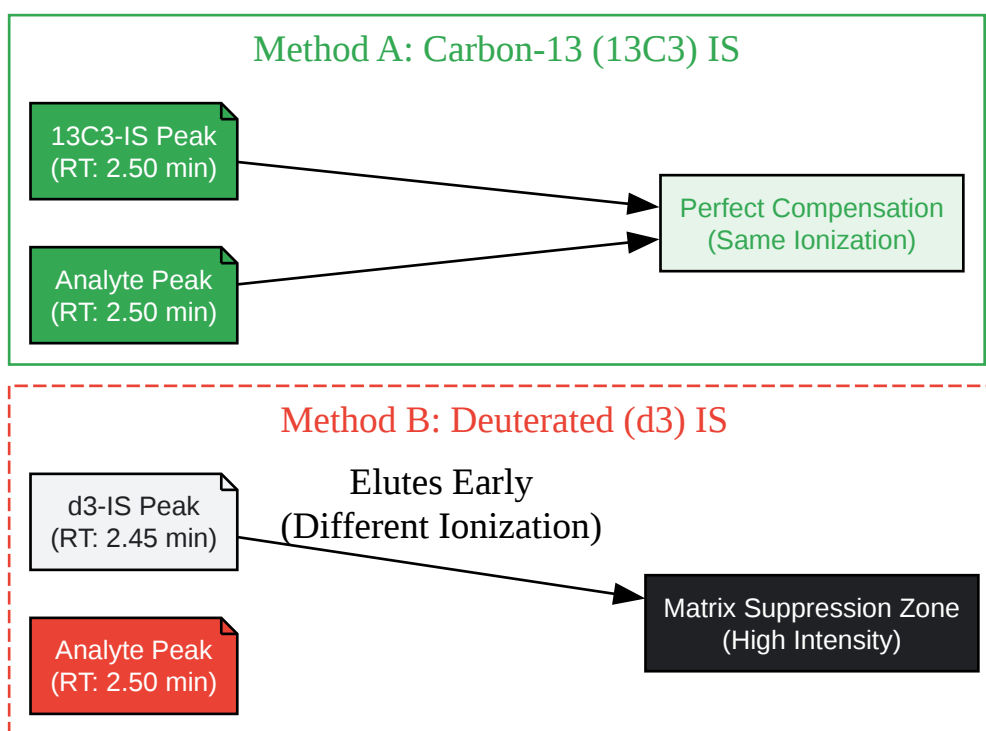 Method A: Carbon-13 (13C3) IS
13C3-IS Peak
(RT: 2.50 min)
Analyte Peak
(RT: 2.50 min)
Perfect Compensation
(Same Ionization)
Method B: Deuterated (d3) IS
d3-IS Peak
(RT: 2.45 min)
Elutes Early
(Different Ionization)
Analyte Peak
(RT: 2.50 min)
Matrix Suppression Zone
(High Intensity)